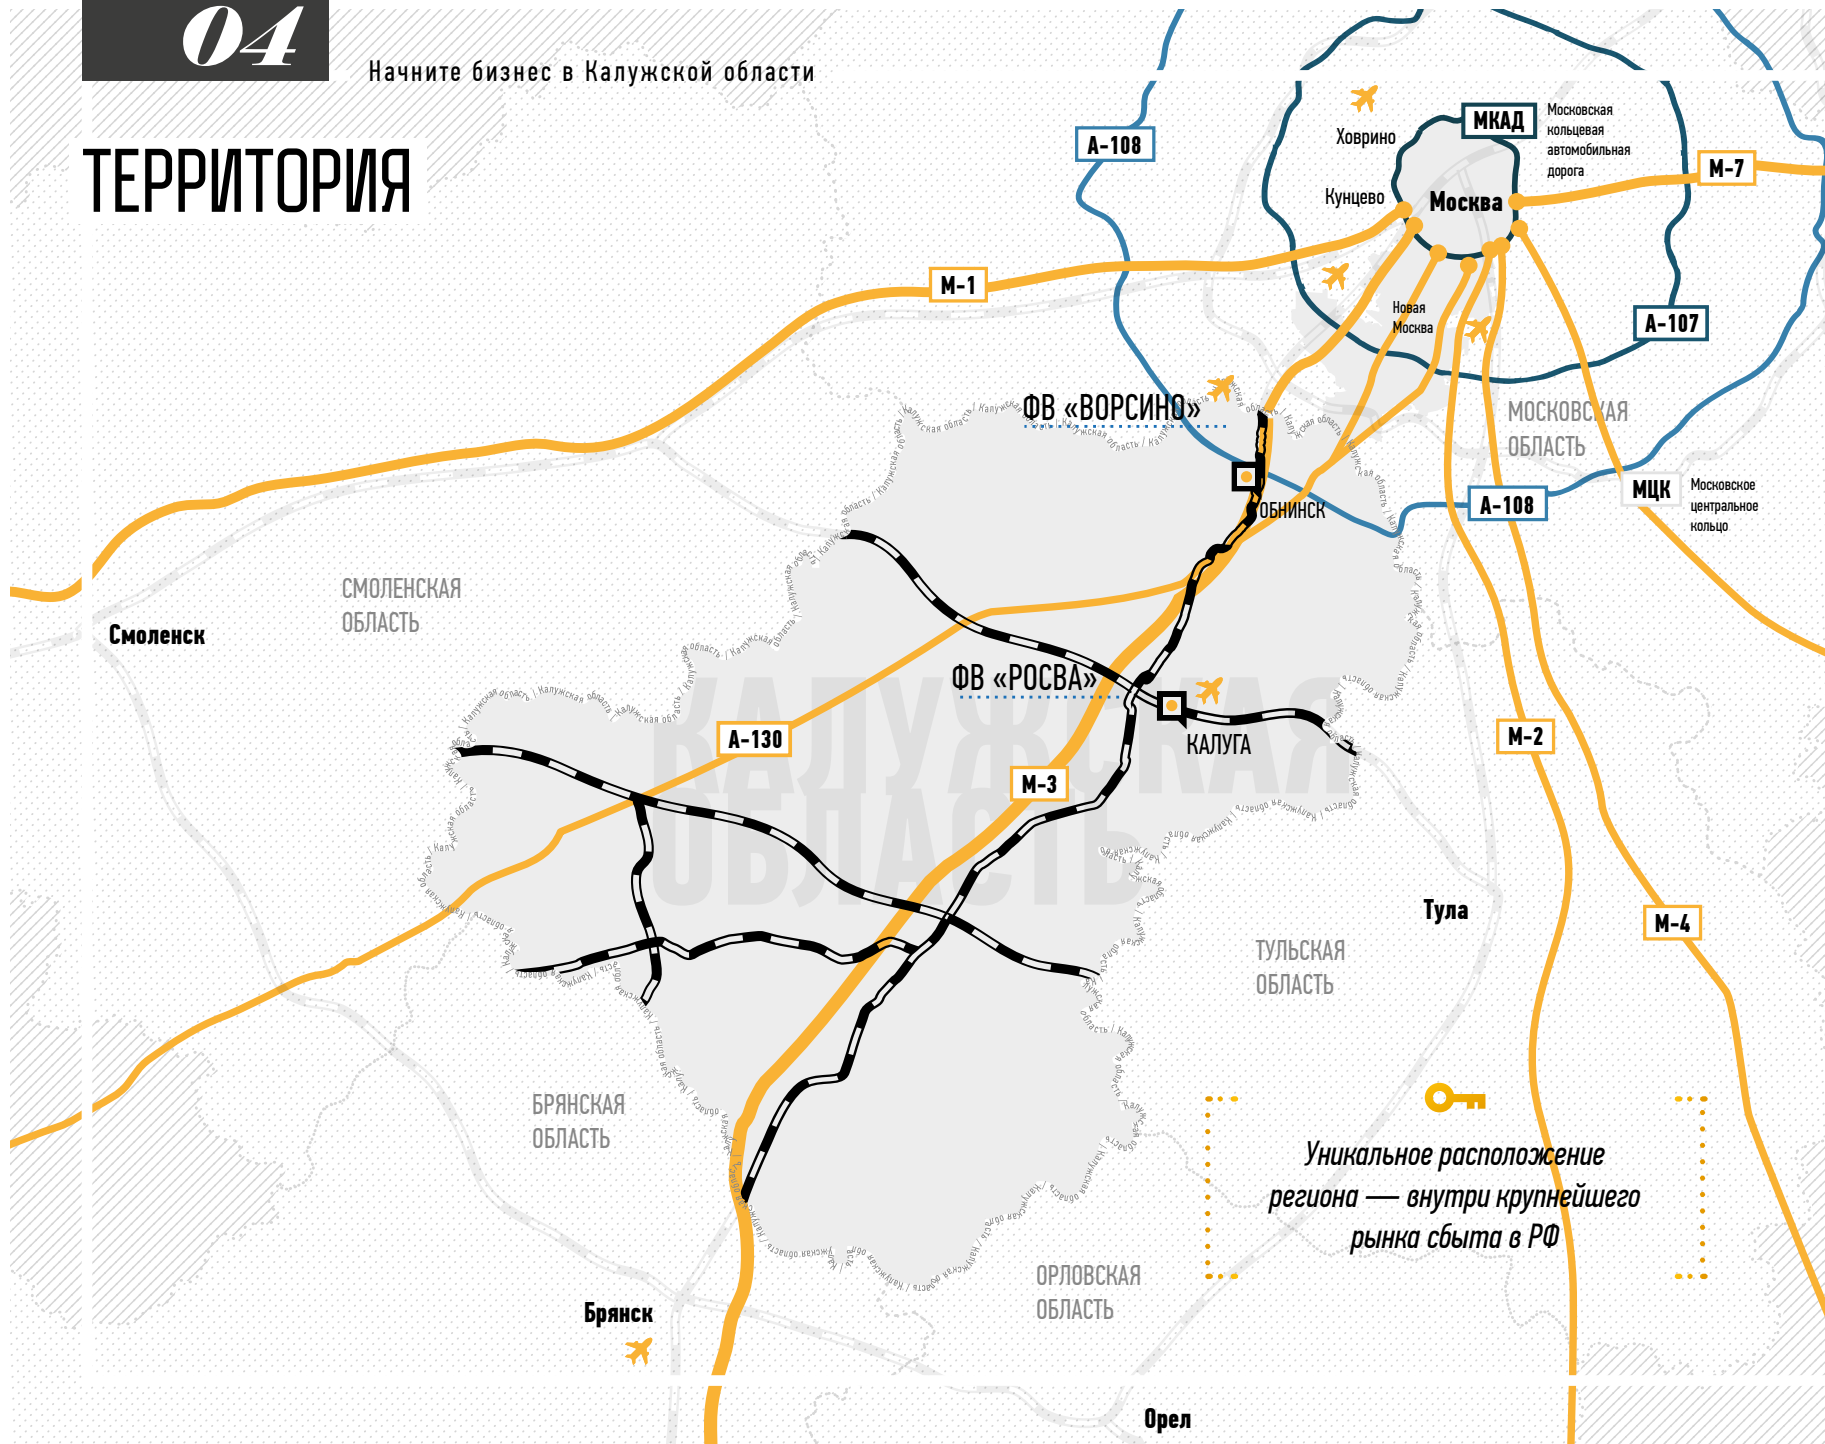 04
Начните бизнес в Калужской области
ТЕРРИТОРИЯ
А-108
Ховрино
МКАД
Московская
кольцевая
автомобильная
дорога
М-7
Кунцево
Москва
М-1
Новая
Москва
А-107
ФВ «ВОРСИНО»
МОСКОВСКАЯ
ОБЛАСТЬ
МЦК
Московское
центральное
кольцо
А-108
ОБНИНСК
СМОЛЕНСКАЯ
ОБЛАСТЬ
Смоленск
ФВ «РОСВА»
КАЛУЖСКАЯ
ОБЛАСТЬ
А-130
КАЛУГА
М-3
М-2
Тула
М-4
ТУЛЬСКАЯ
ОБЛАСТЬ
БРЯНСКАЯ
ОБЛАСТЬ
Уникальное расположение
региона — внутри крупнейшего
рынка сбыта в РФ
ОРЛОВСКАЯ
ОБЛАСТЬ
Брянск
Орел